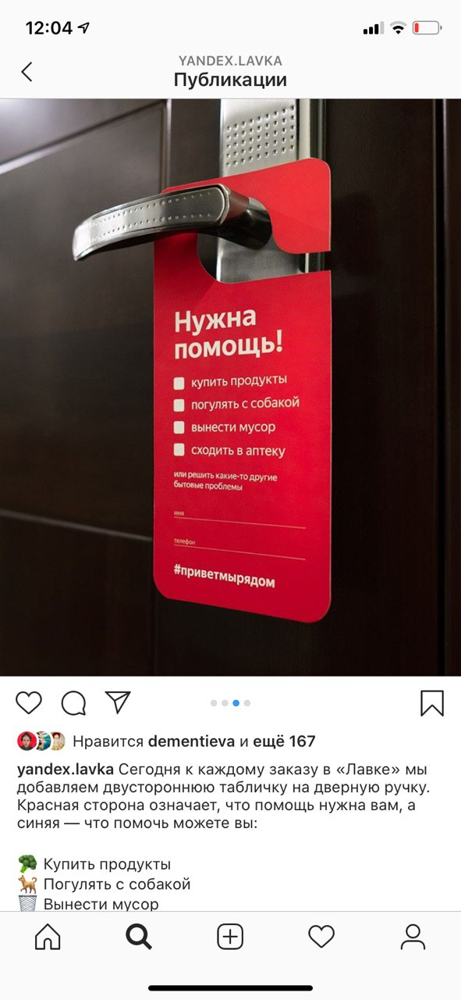 12:04
YANDEX.LAVKA
Публикации
Нужна
помощь!
купить продукты
погулять с собакой
вынести мусор
сходить в аптеку
или решить какие-то другие
бытовые проблемы
имя
телефон
#приветмырядом
Нравится dementieva и ещё 167
yandex.lavka Сегодня к каждому заказу в «Лавке» мы
добавляем двустороннюю табличку на дверную ручку.
Красная сторона означает, что помощь нужна вам, а
синяя — что помочь можете вы:
🥦 Купить продукты
🐕 Погулять с собакой
🗑 Вынести мусор